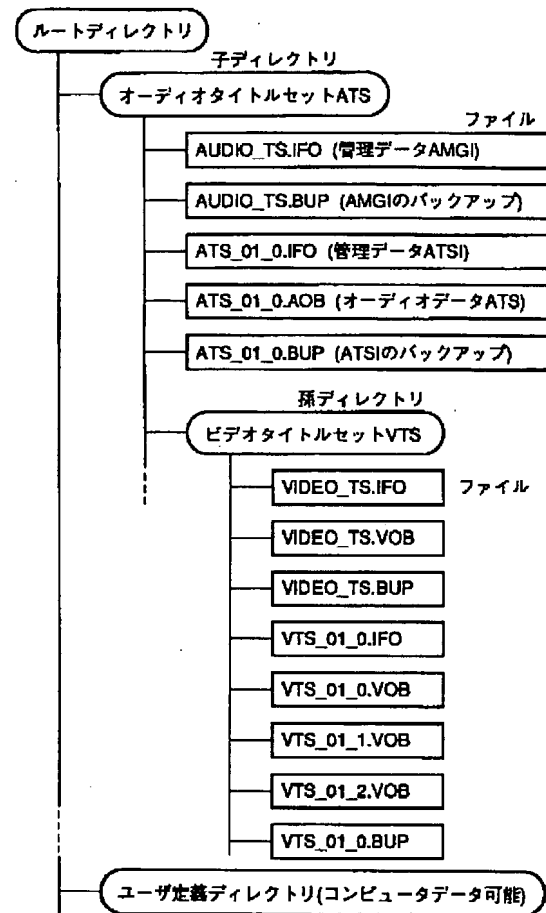 ルートディレクトリ
子ディレクトリ
オーディオタイトルセットATS
ファイル
AUDIO_TS.IFO (管理データAMGI)
AUDIO_TS.BUP (AMGIのバックアップ)
ATS_01_0.IFO (管理データATSI)
ATS_01_0.AOB (オーディオデータATS)
ATS_01_0.BUP (ATSIのバックアップ)
孫ディレクトリ
ビデオタイトルセットVTS
VIDEO_TS.IFO ファイル
VIDEO_TS.VOB
VIDEO_TS.BUP
VTS_01_0.IFO
VTS_01_0.VOB
VTS_01_1.VOB
VTS_01_2.VOB
VTS_01_0.BUP
ユーザ定義ディレクトリ(コンピュータデータ可能)